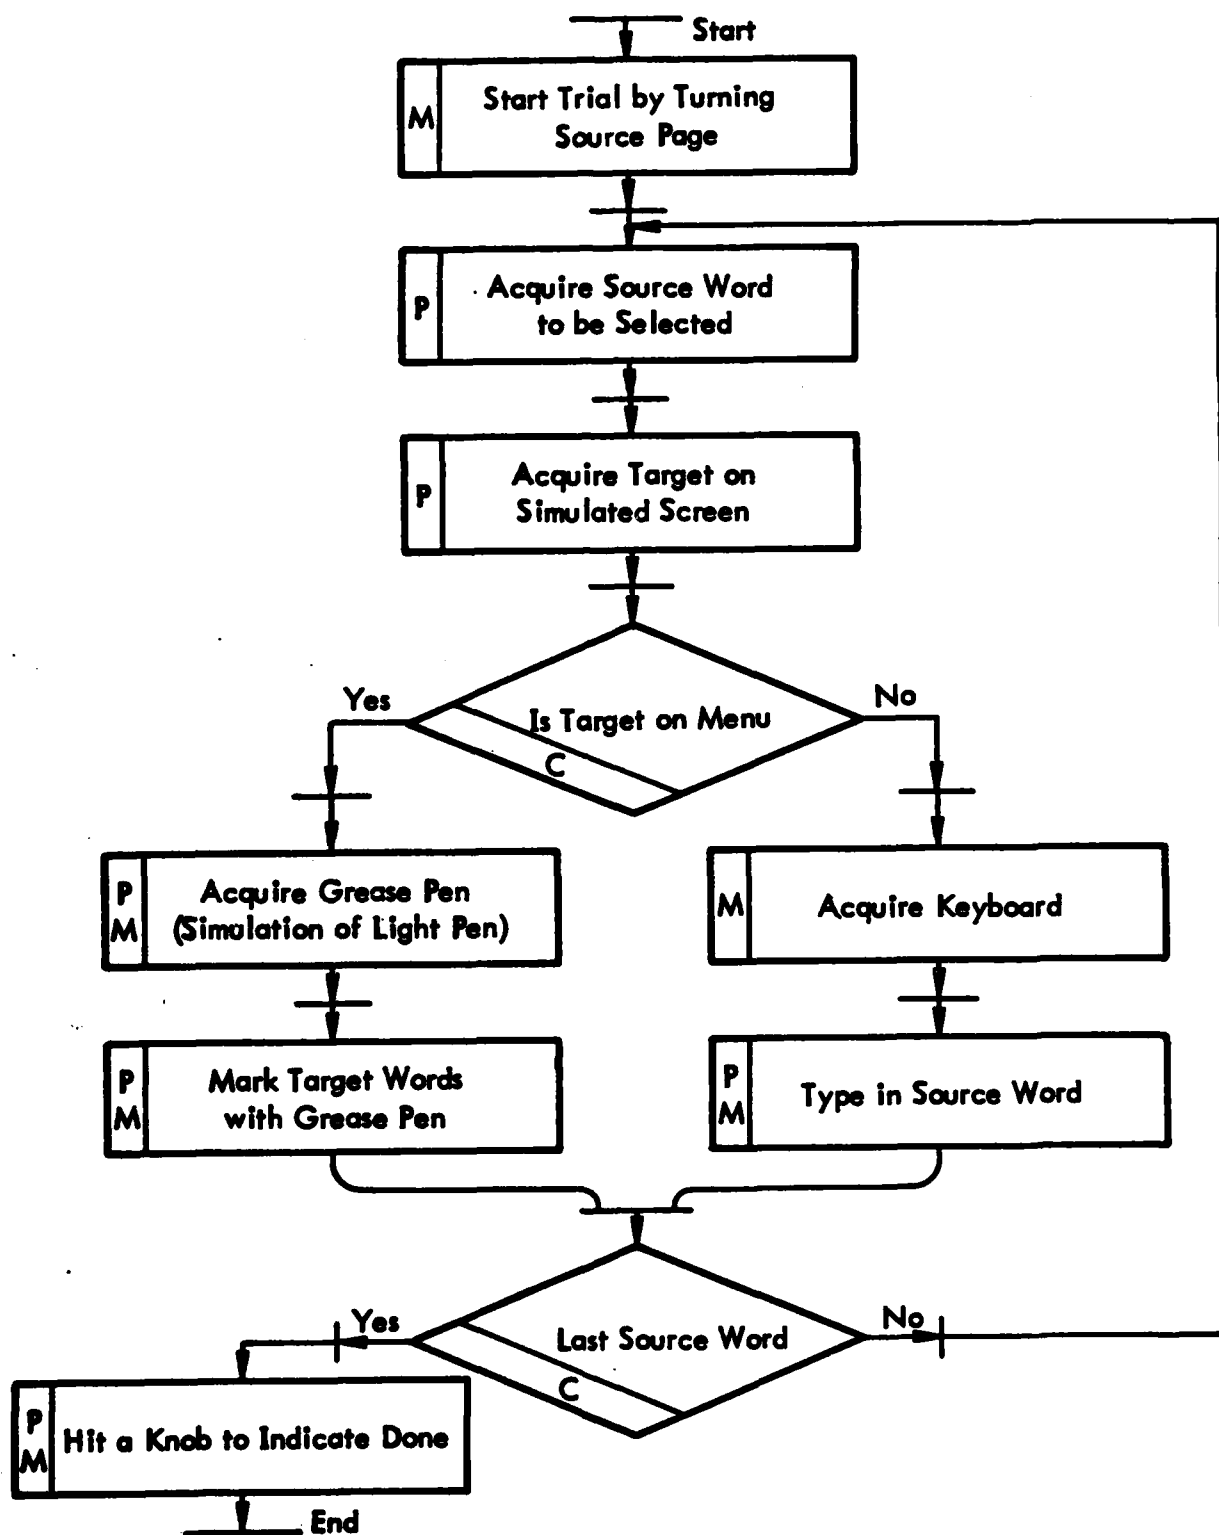 Start
M
Start Trial by Turning
Source Page
P
Acquire Source Word
to be Selected
P
Acquire Target on
Simulated Screen
Yes
No
Is Target on Menu
C
P
M
Acquire Grease Pen
(Simulation of Light Pen)
M
Acquire Keyboard
P
M
Mark Target Words
with Grease Pen
P
M
Type in Source Word
Yes
No
Last Source Word
C
P
M
Hit a Knob to Indicate Done
End